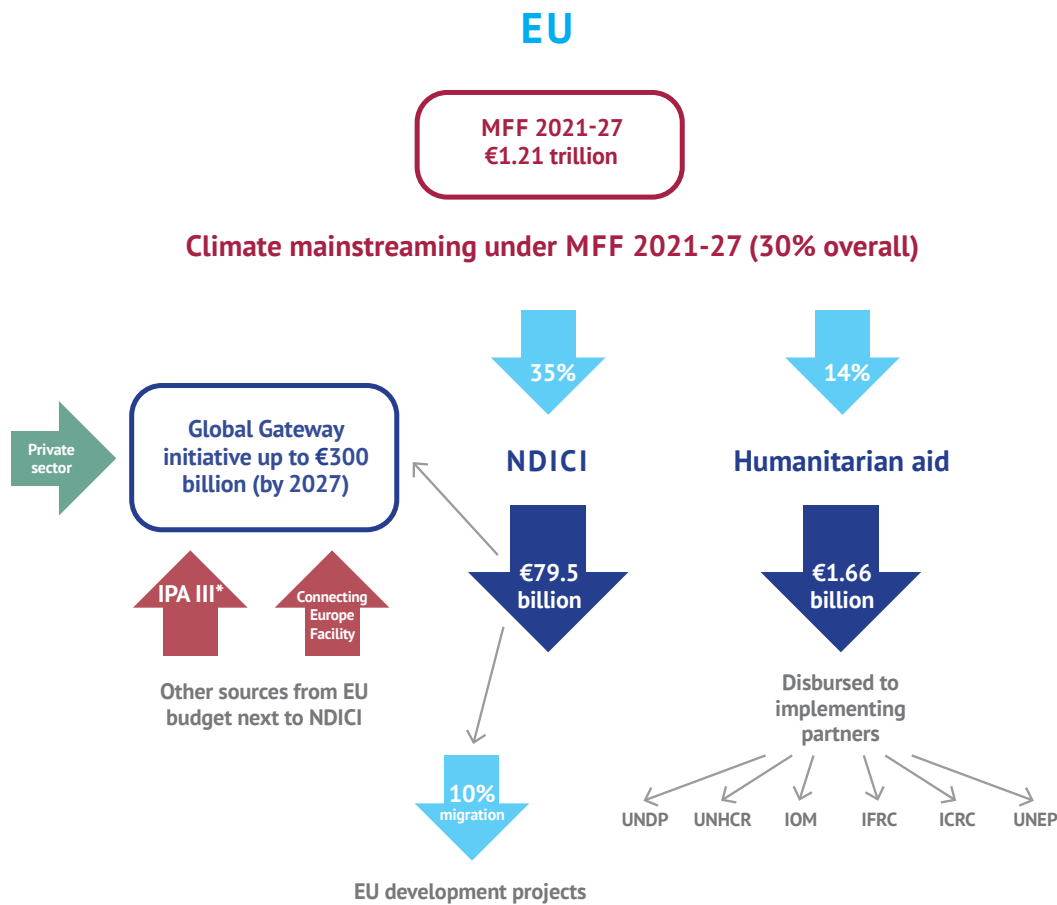 EU
MFF 2021-27
€1.21 trillion
Climate mainstreaming under MFF 2021-27 (30% overall)
35%
14%
Private
sector
Global Gateway
initiative up to €300
billion (by 2027)
NDICI
Humanitarian aid
€79.5
billion
€1.66
billion
IPA III*
Connecting
Europe
Facility
Other sources from EU
budget next to NDICI
Disbursed to
implementing
partners
10%
migration
UNDP
UNHCR
IOM
IFRC
ICRC
UNEP
EU development projects